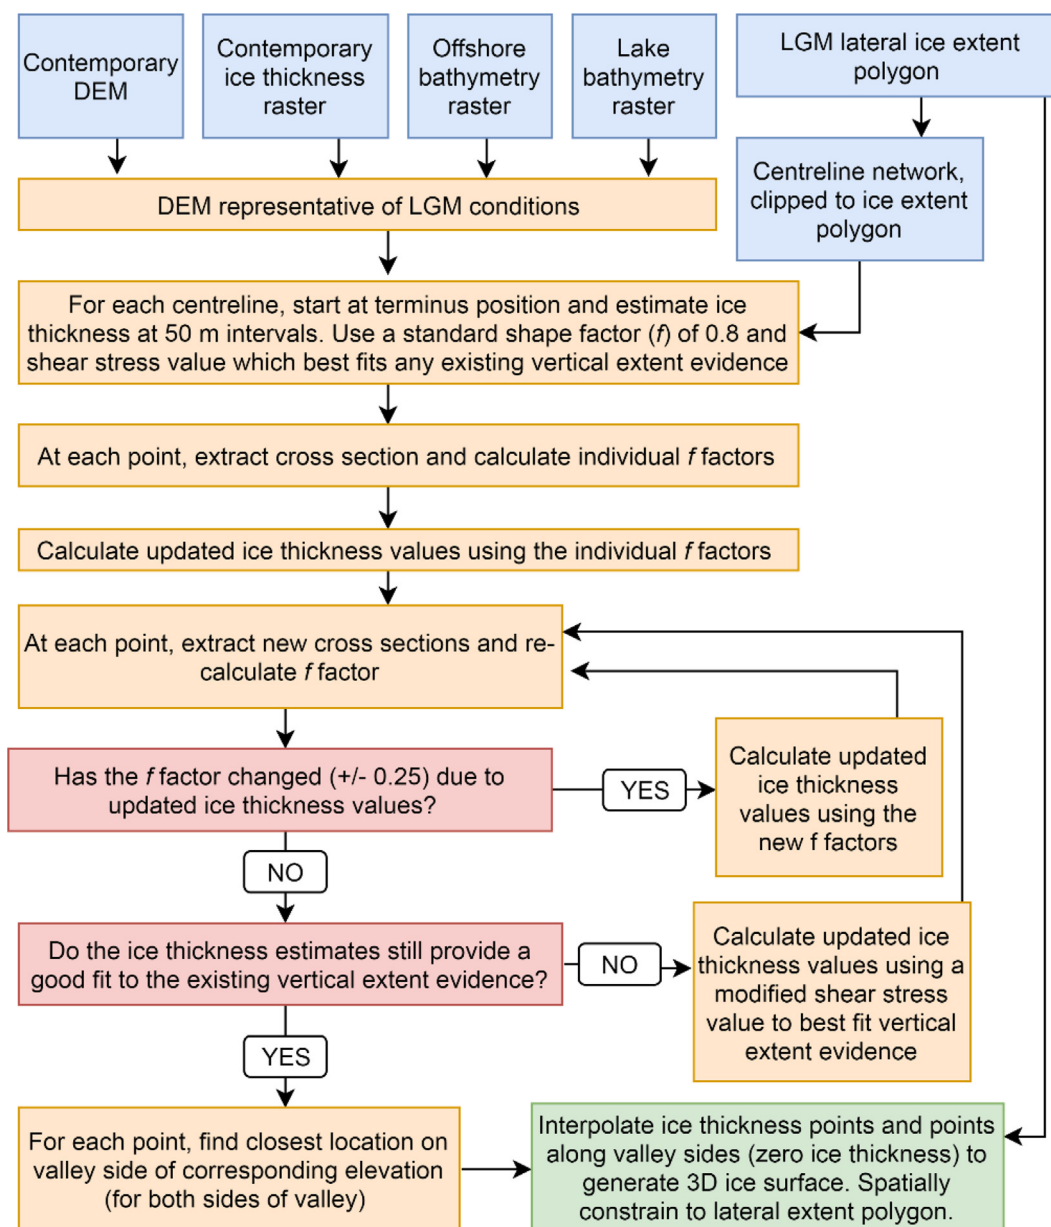 Contemporary
DEM
Contemporary
ice thickness
raster
Offshore
bathymetry
raster
Lake
bathymetry
raster
LGM lateral ice extent
polygon
Centreline network,
clipped to ice extent
polygon
DEM representative of LGM conditions
For each centreline, start at terminus position and estimate ice
thickness at 50 m intervals. Use a standard shape factor (f) of 0.8 and
shear stress value which best fits any existing vertical extent evidence
At each point, extract cross section and calculate individual f factors
Calculate updated ice thickness values using the individual f factors
At each point, extract new cross sections and re-
calculate f factor
Has the f factor changed (+/- 0.25) due to
updated ice thickness values?
YES
Calculate updated
ice thickness
values using the
new f factors
NO
Do the ice thickness estimates still provide a
good fit to the existing vertical extent evidence?
NO
Calculate updated ice
thickness values using a
modified shear stress
value to best fit vertical
extent evidence
YES
For each point, find closest location on
valley side of corresponding elevation
(for both sides of valley)
Interpolate ice thickness points and points
along valley sides (zero ice thickness) to
generate 3D ice surface. Spatially
constrain to lateral extent polygon.